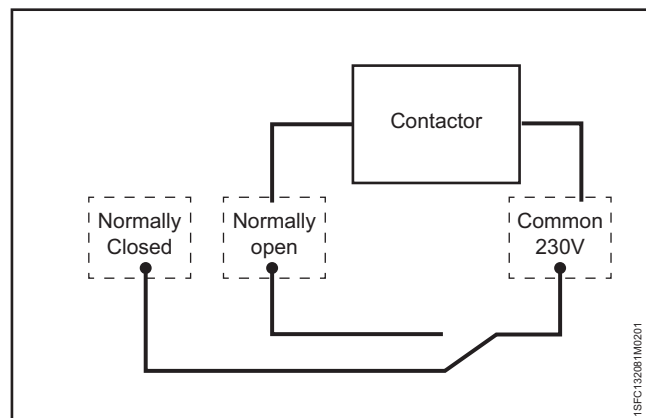 Contactor
Normally
Closed
Normally
open
Common
230V
1SFC132081M0201